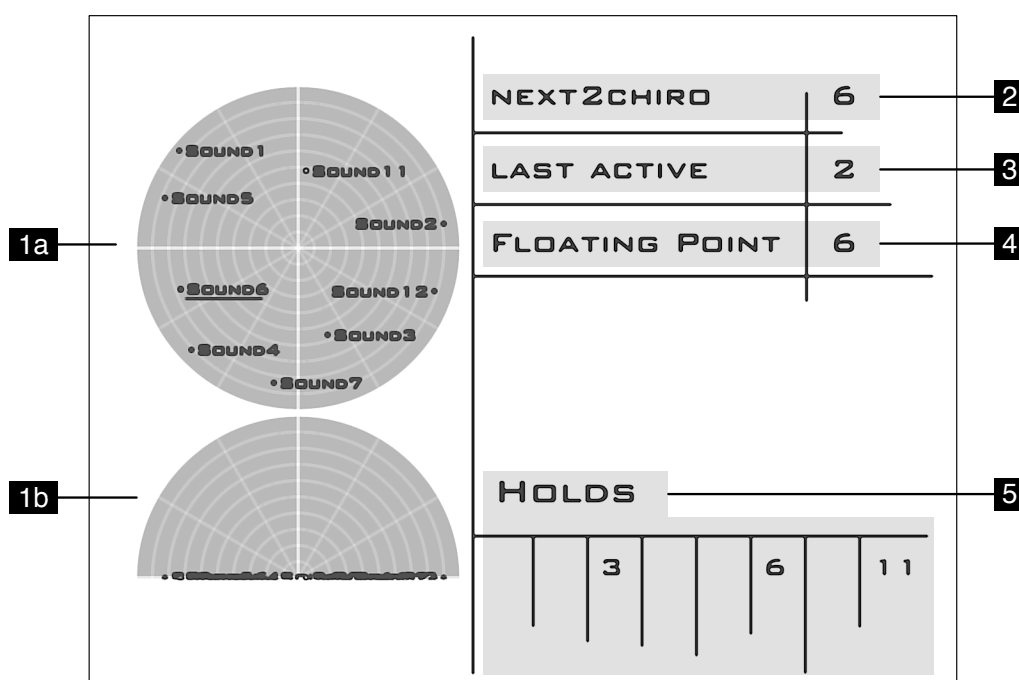 NEXT2CHIRO 6
2
LAST ACTIVE 2
3
FLOATING POINT 6
4
SOUND1
SOUND11
SOUND5
SOUND2
1a
SOUND6
SOUND12
SOUND3
SOUND4
SOUND7
1b
HOLDS
5
3 6 11